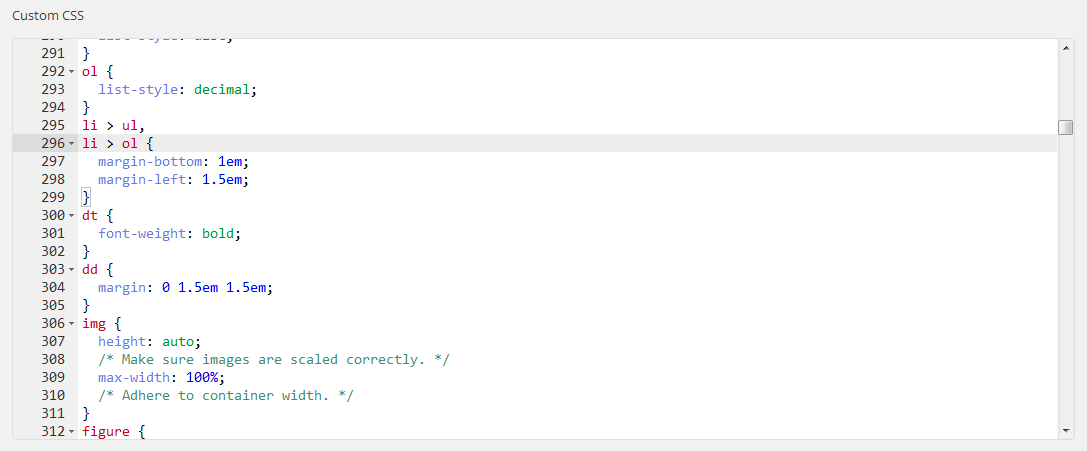 Custom CSS
291 }
292 ol {
293 list-style: decimal;
294 }
295 li > ul,
296 li > ol {
297 margin-bottom: 1em;
298 margin-left: 1.5em;
299 }
300 dt {
301 font-weight: bold;
302 }
303 dd {
304 margin: 0 1.5em 1.5em;
305 }
306 img {
307 height: auto;
308 /* Make sure images are scaled correctly. */
309 max-width: 100%;
310 /* Adhere to container width. */
311 }
312 figure {